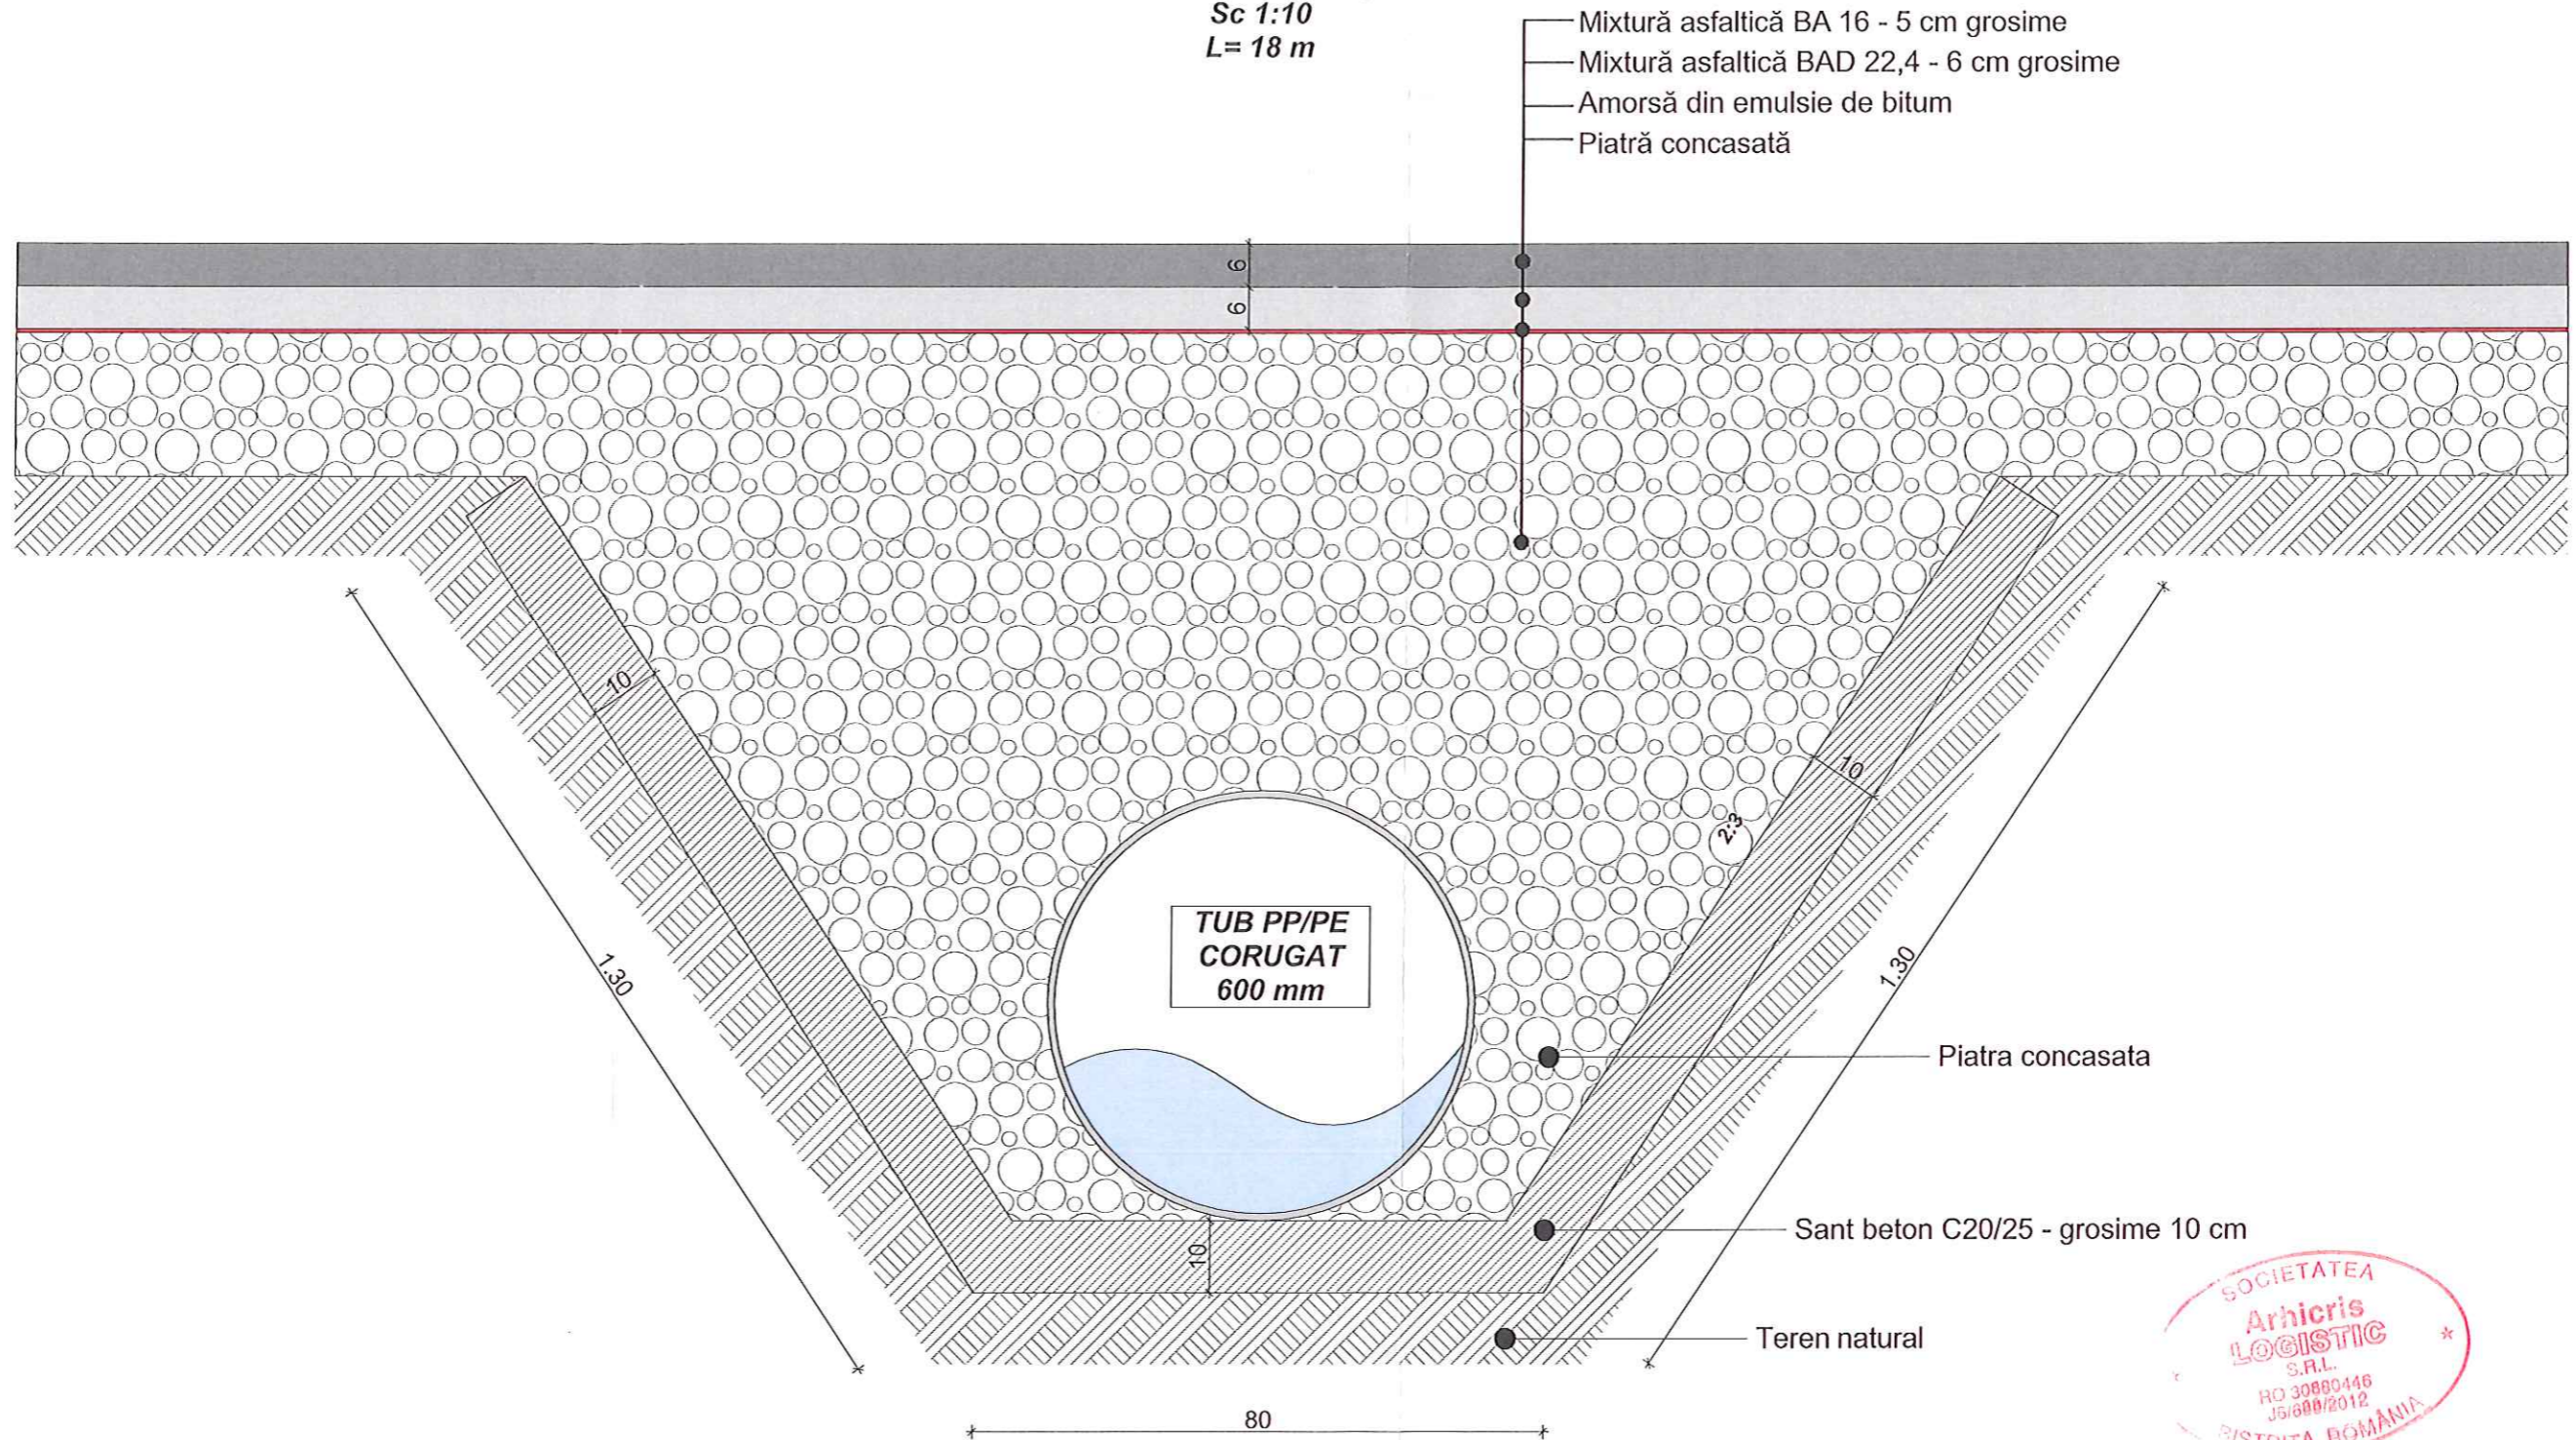 Sc 1:10
L= 18 m
Mixtură asfaltică BA 16 - 5 cm grosime
Mixtură asfaltică BAD 22,4 - 6 cm grosime
Amorsă din emulsie de bitum
Piatră concasată
6
6
10
10
2:3
TUB PP/PE
CORUGAT
600 mm
1.30
1.30
Piatra concasata
Sant beton C20/25 - grosime 10 cm
10
Teren natural
80
SOCIETATEA
Arhicris
LOGISTIC
S.R.L.
RO 30880446
BISTRIȚA ROMÂNIA